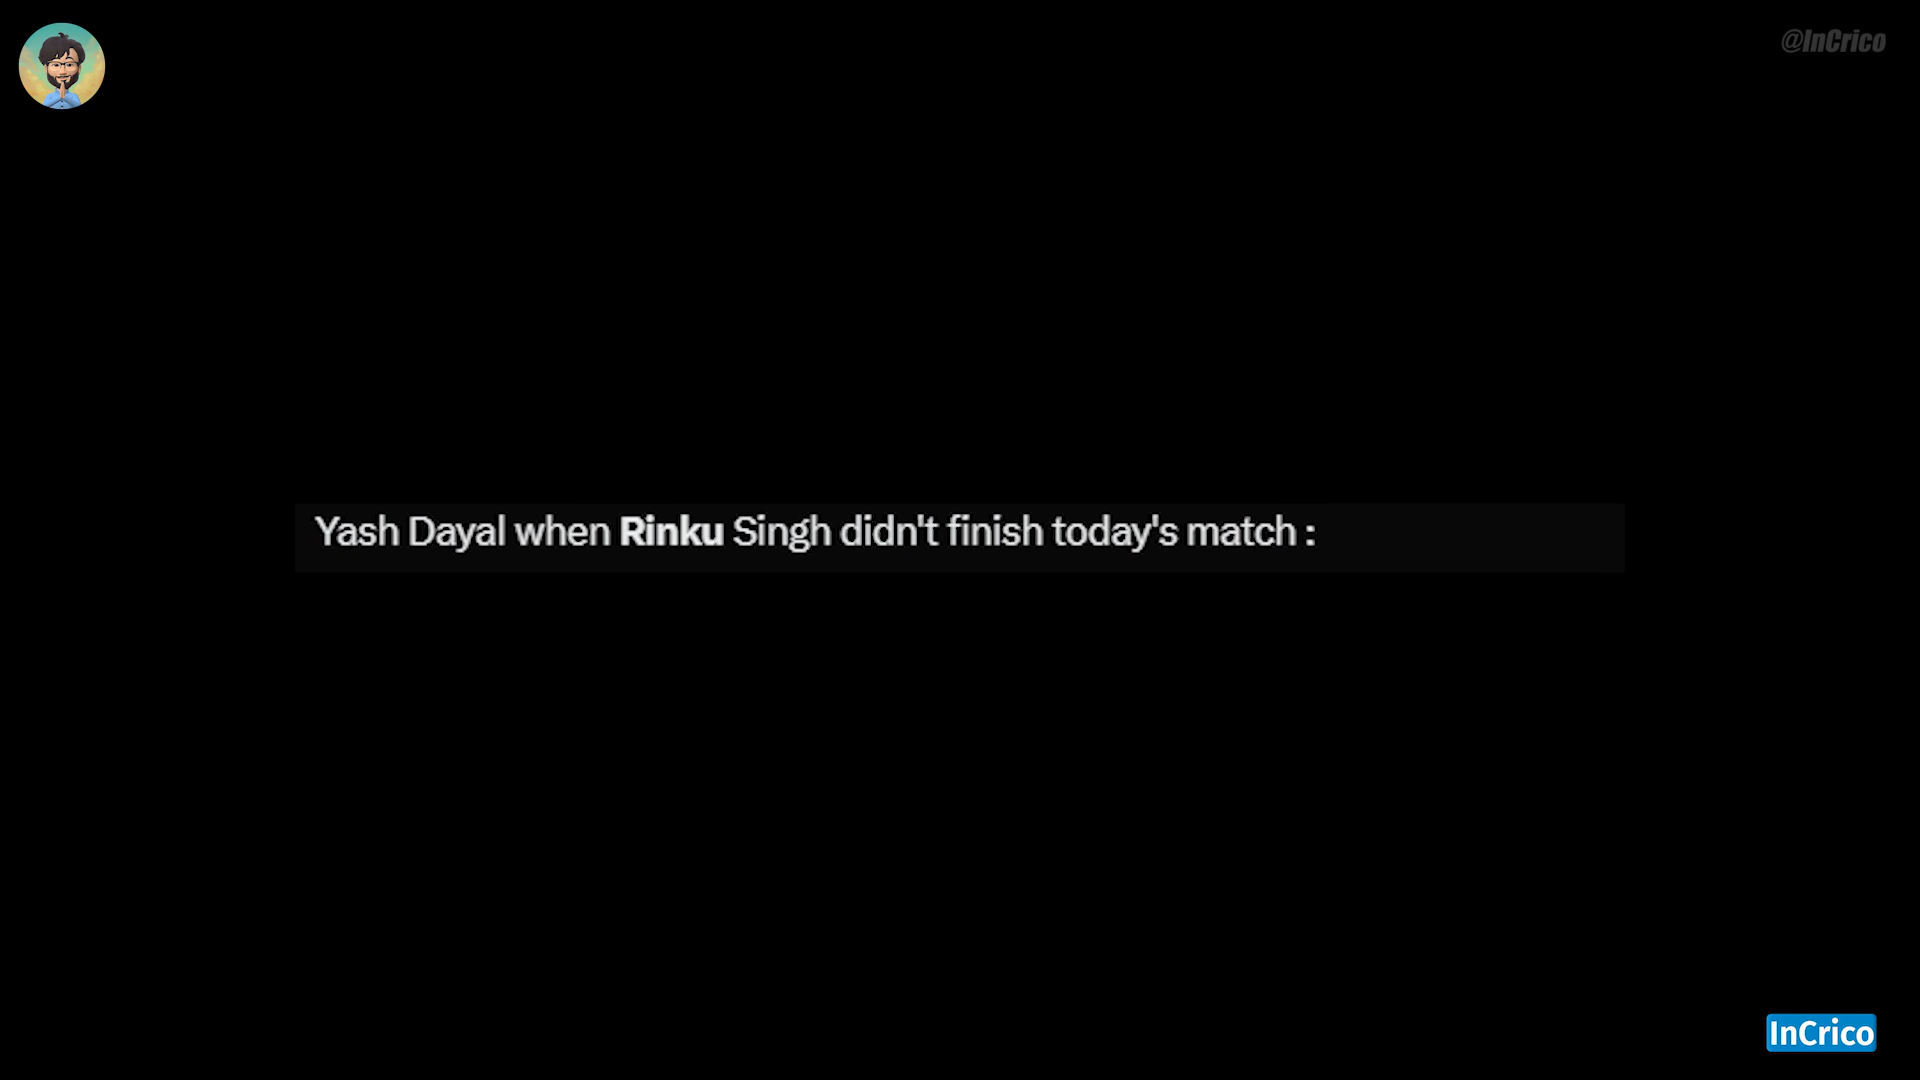 @InCrico
Yash Dayal when Rinku Singh didn't finish today's match :
InCrico